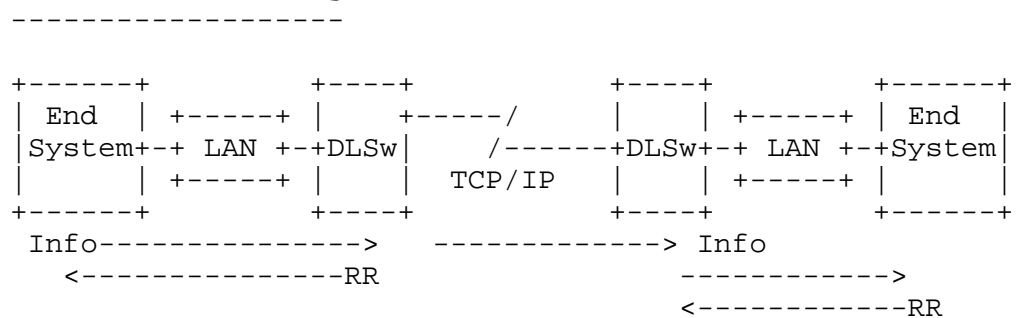 -------------------
+------+            +----+             +----+           +------+
| End  | +-----+ |    +-----/      |    | +-----+ | End  |
|System+-+ LAN +-+DLSw|    /------+DLSw+-+ LAN +-+System|
|      | +-----+ |    |  TCP/IP   |    | +-----+ |      |
+------+            +----+             +----+           +------+
Info---------------> -------------> Info
<---------------RR ------------>
<------------RR